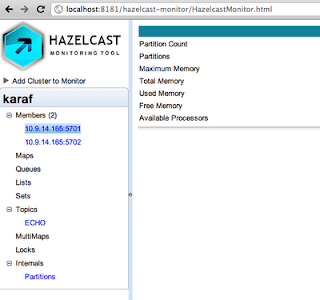 localhost:8181/hazelcast-monitor/HazelcastMonitor.html
HAZELCAST
MONITORING TOOL
Add Cluster to Monitor
karaf
Members (2)
10.9.14.165:5701
10.9.14.165:5702
Maps
Queues
Lists
Sets
Topics
ECHO
MultiMaps
Locks
Internals
Partitions
Partition Count
Partitions
Maximum Memory
Total Memory
Used Memory
Free Memory
Available Processors